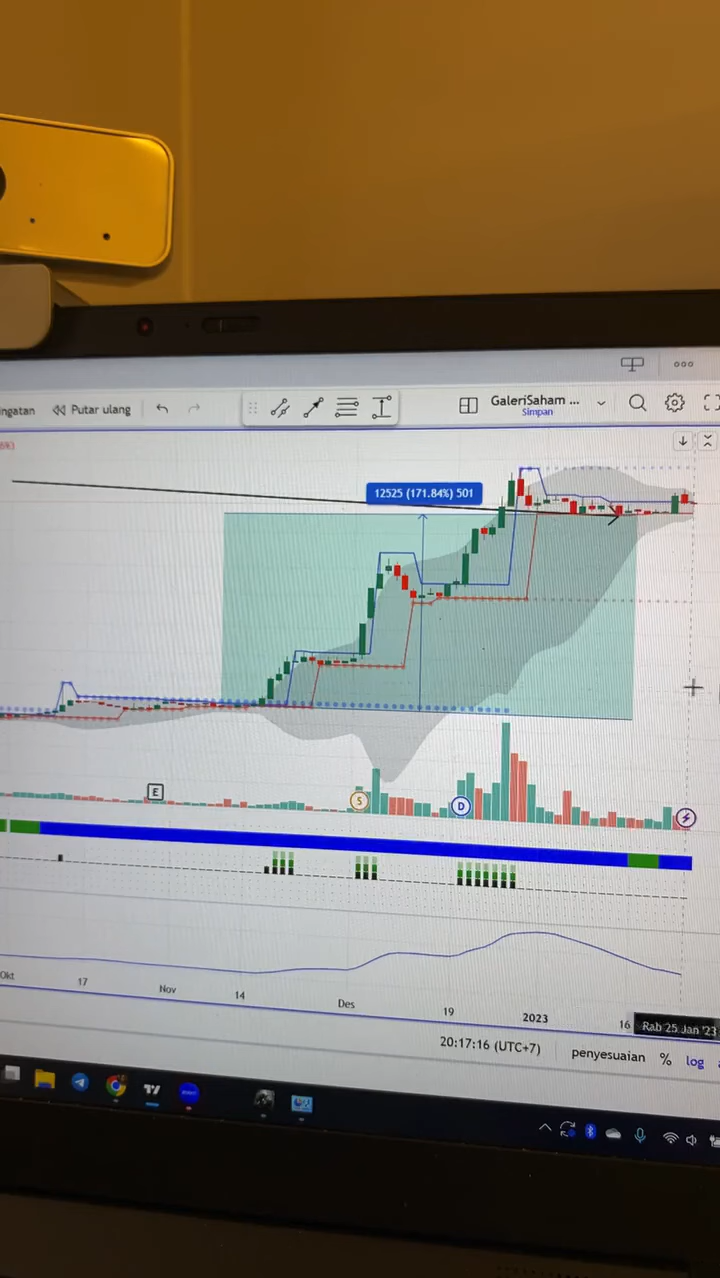 ngatan
Putar ulang
GaleriSaham ...
Simpan
693
12525 (171.84%) 501
E
S
D
Okt
17
Nov
14
Des
19
2023
16
Rab 25 Jan '23
20:17:16 (UTC+7)
penyesuaian
%
log